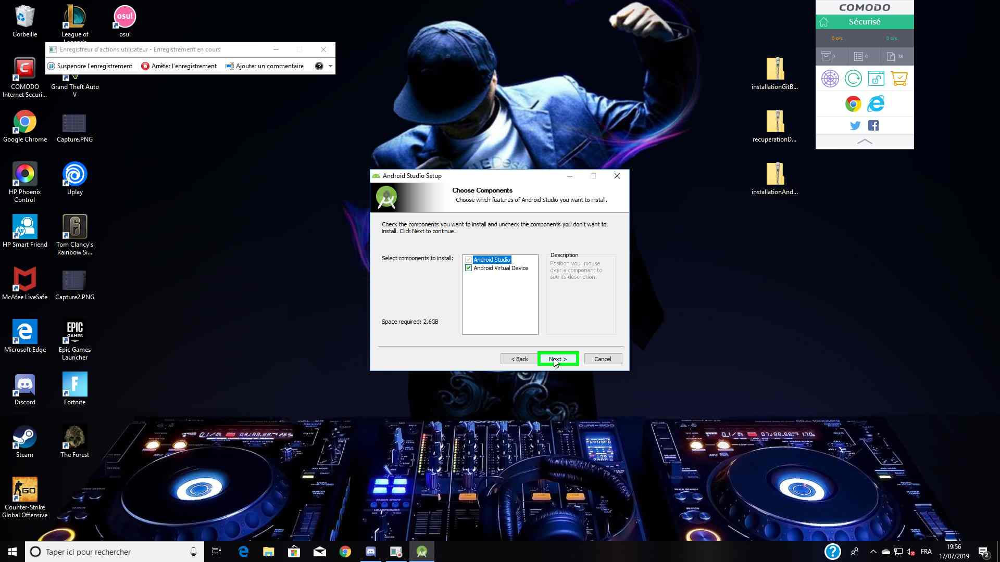 Corbeille
League of
Legends
osu!
osu!
Enregistreur d'actions utilisateur - Enregistrement en cours
Suspendre l'enregistrement
Arrêter l'enregistrement
Ajouter un commentaire
COMODO
Internet Securi...
Grand Theft Auto
V
Google Chrome
Capture.PNG
HP Phoenix
Control
Uplay
HP Smart Friend
Tom Clancy's
Rainbow Si...
McAfee LiveSafe
Capture2.PNG
Microsoft Edge
EPIC
GAMES
Epic Games
Launcher
Discord
Fortnite
Steam
The Forest
GO
Counter-Strike
Global Offensive
Android Studio Setup
Choose Components
Choose which features of Android Studio you want to install.
Check the components you want to install and uncheck the components you don't want to
install. Click Next to continue.
Select components to install:
Android Studio
Android Virtual Device
Description
Position your mouse
over a component to
see its description.
Space required: 2.6GB
< Back
Next >
Cancel
installationGitB...
recuperationD...
installationAnd...
COMODO
Sécurisé
0 o/s
0 o/s
0
0
38
Taper ici pour rechercher
FRA
19:56
17/07/2019
2